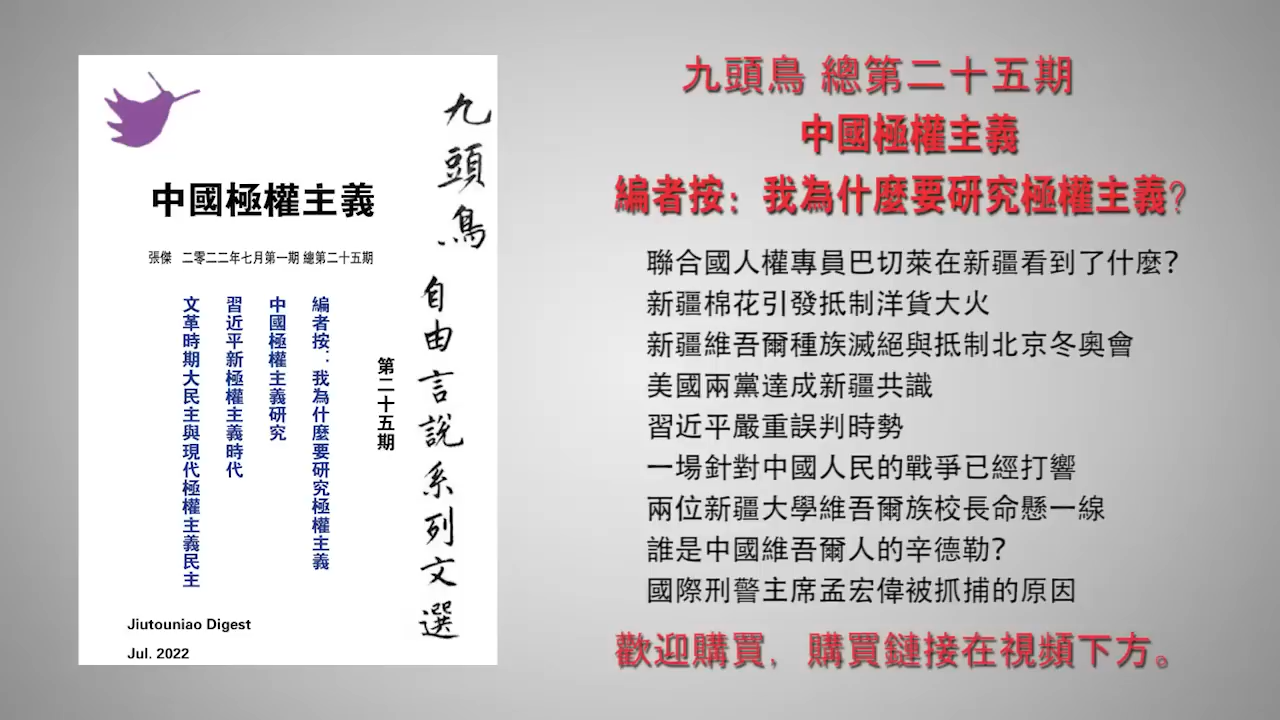 九頭鳥
自由言說系列文選
第二十五期
中國極權主義
張傑 二零二二年七月第一期 總第二十五期
編者按：我為什麼要研究極權主義
中國極權主義研究
習近平新極權主義時代
文革時期大民主與現代極權主義民主
Jiutouniao Digest
Jul. 2022
九頭鳥 總第二十五期
中國極權主義
編者按：我為什麼要研究極權主義?
聯合國人權專員巴切萊在新疆看到了什麼?
新疆棉花引發抵制洋貨大火
新疆維吾爾種族滅絕與抵制北京冬奧會
美國兩黨達成新疆共識
習近平嚴重誤判時勢
一場針對中國人民的戰爭已經打響
兩位新疆大學維吾爾族校長命懸一線
誰是中國維吾爾人的辛德勒?
國際刑警主席孟宏偉被抓捕的原因
歡迎購買，購買鏈接在視頻下方。